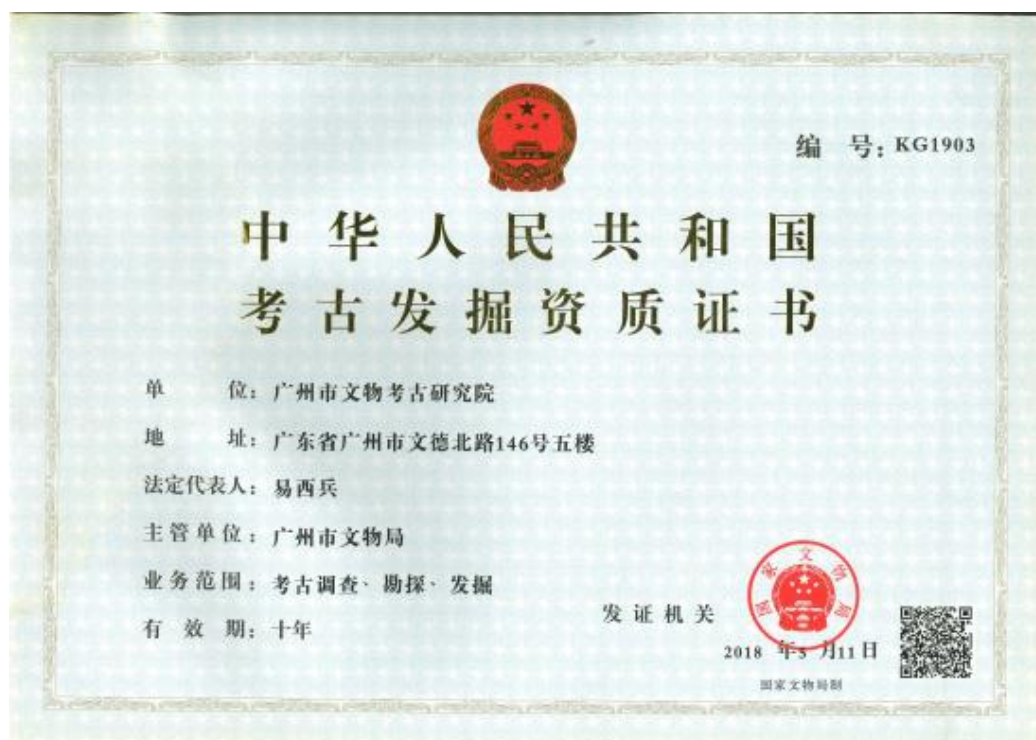 编 号：KG1903
中华人民共和国
考古发掘资质证书
单 位：广州市文物考古研究院
地 址：广东省广州市文德北路146号五楼
法定代表人：易西兵
主管单位：广州市文物局
业务范围：考古调查、勘探、发掘
有 效 期：十年
发证机关
国家文物局
2018 年5 月11日
国家文物局制